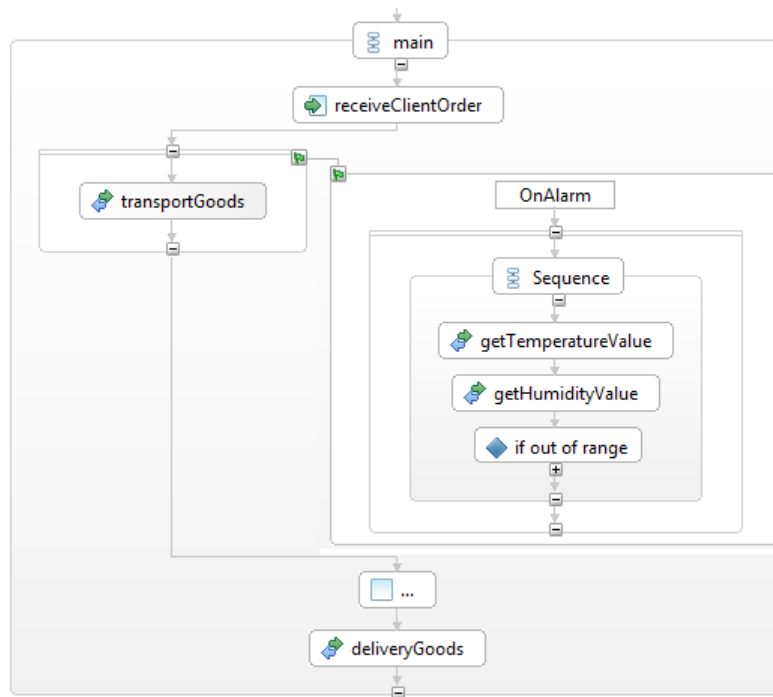 main
receiveClientOrder
transportGoods
OnAlarm
Sequence
getTemperatureValue
getHumidityValue
if out of range
...
deliveryGoods